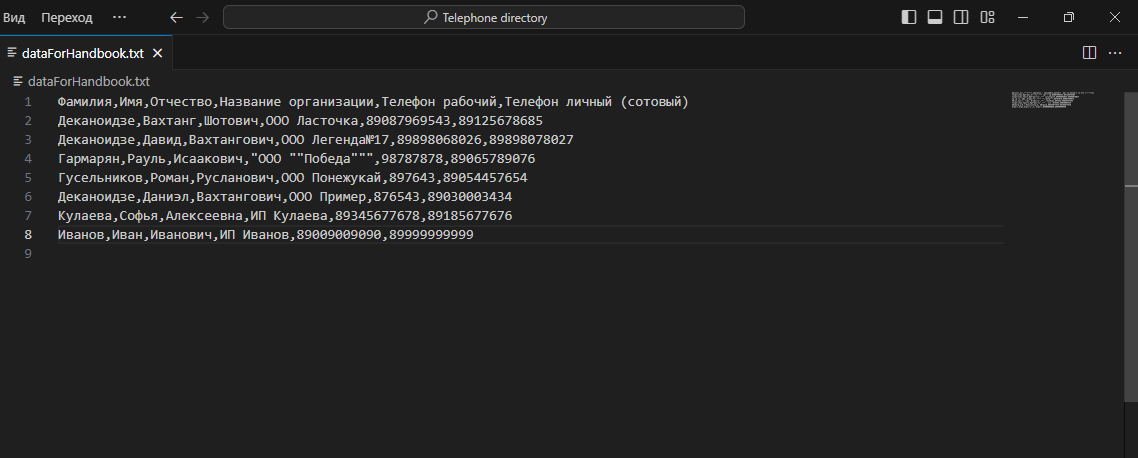 Вид Переход ··· ← → Telephone directory
dataForHandbook.txt ×
dataForHandbook.txt
1 Фамилия,Имя,Отчество,Название организации,Телефон рабочий,Телефон личный (сотовый)
2 Деканоидзе,Вахтанг,Шотович,ООО Ласточка,89087969543,89125678685
3 Деканоидзе,Давид,Вахтангович,ООО Легенда№17,89898068026,89898078027
4 Гармарян,Рауль,Исаакович,"ООО ""Победа""",98787878,89065789076
5 Гусельников,Роман,Русланович,ООО Понежукай,897643,89054457654
6 Деканоидзе,Даниэл,Вахтангович,ООО Пример,876543,89030003434
7 Кулаева,Софья,Алексеевна,ИП Кулаева,89345677678,89185677676
8 Иванов,Иван,Иванович,ИП Иванов,89009009090,89999999999
9